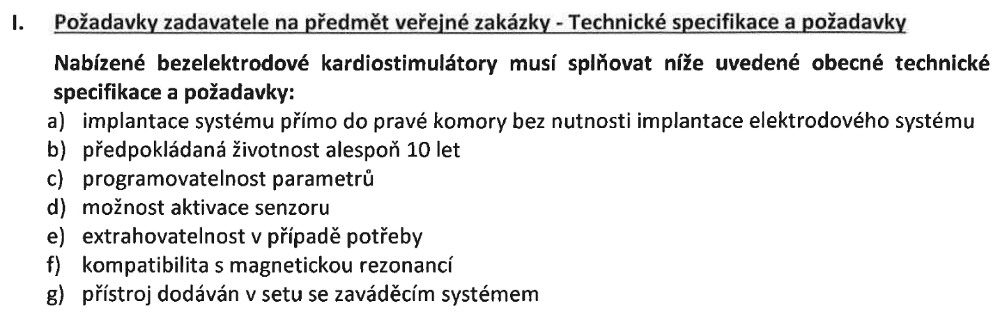 I. Požadavky zadavatele na předmět veřejné zakázky - Technické specifikace a požadavky
Nabízené bezelektrodové kardiostimulátory musí splňovat níže uvedené obecné technické
specifikace a požadavky:
a) implantace systému přímo do pravé komory bez nutnosti implantace elektrodového systému
b) předpokládaná životnost alespoň 10 let
c) programovatelnost parametrů
d) možnost aktivace senzoru
e) extrahovatelnost v případě potřeby
f) kompatibilita s magnetickou rezonancí
g) přístroj dodáván v setu se zaváděcím systémem